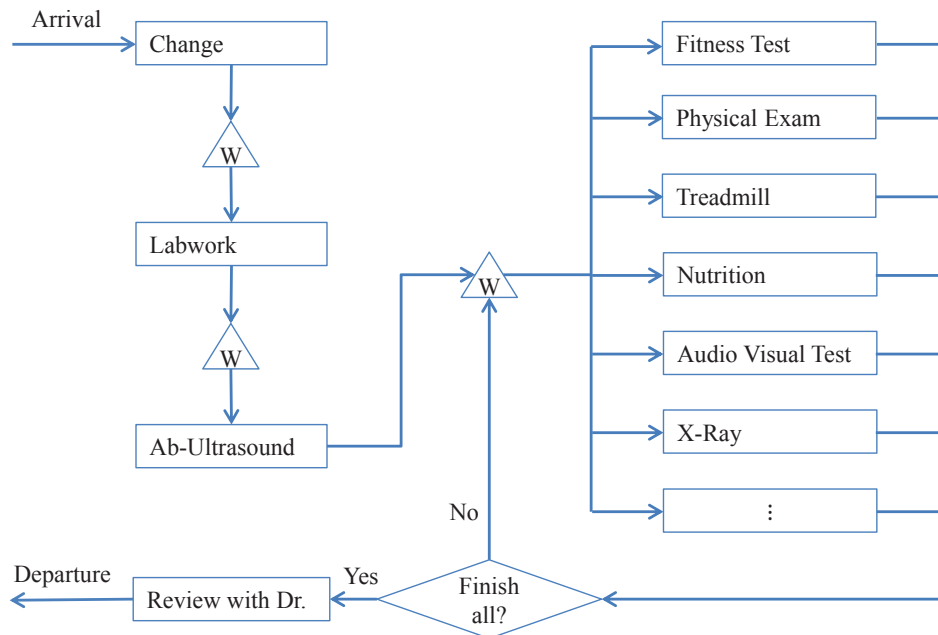 Arrival
Change
W
Labwork
W
Ab-Ultrasound
W
Fitness Test
Physical Exam
Treadmill
Nutrition
Audio Visual Test
X-Ray
⋮
No
Finish
all?
Yes
Review with Dr.
Departure